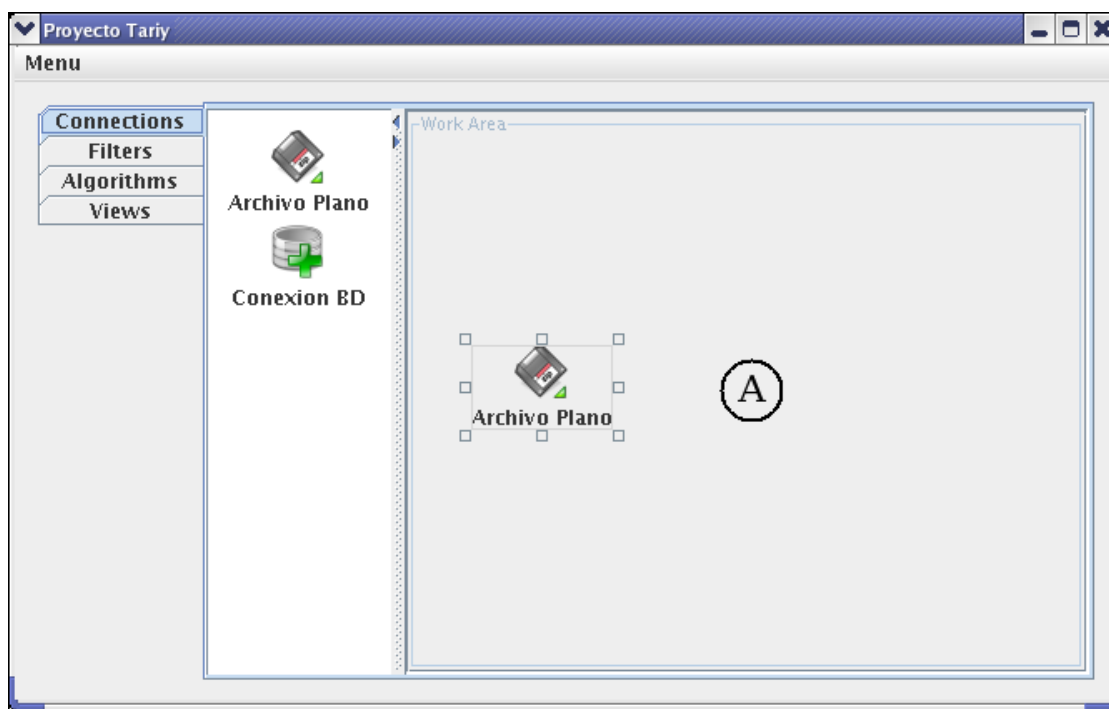 Proyecto Tariy
Menu
Connections
Filters
Algorithms
Views
Archivo Plano
Conexion BD
Work Area
Archivo Plano
A